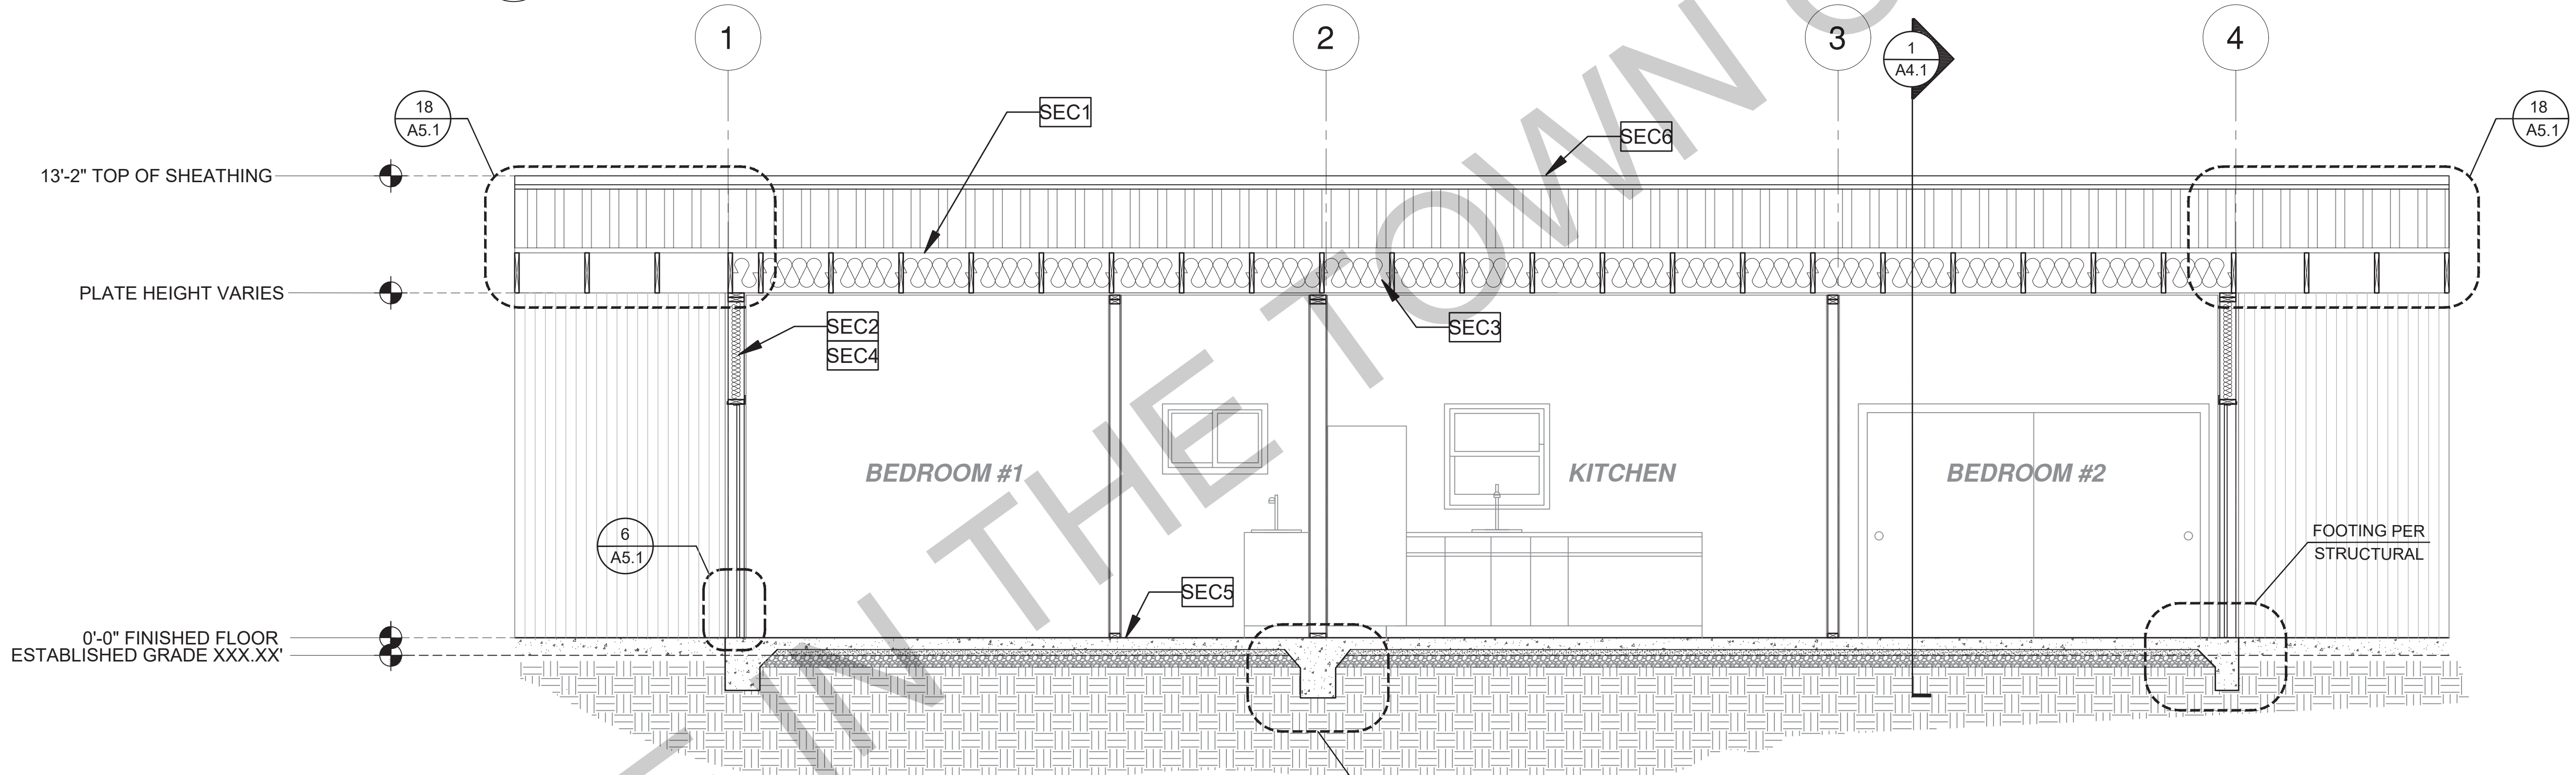 1
2
3
4
1
A4.1
18
A5.1
18
A5.1
SEC1
SEC6
13'-2" TOP OF SHEATHING
PLATE HEIGHT VARIES
SEC2
SEC4
SEC3
BEDROOM #1
KITCHEN
BEDROOM #2
6
A5.1
FOOTING PER
STRUCTURAL
SEC5
0'-0" FINISHED FLOOR
ESTABLISHED GRADE XXX.XX'
IN THE TOWN